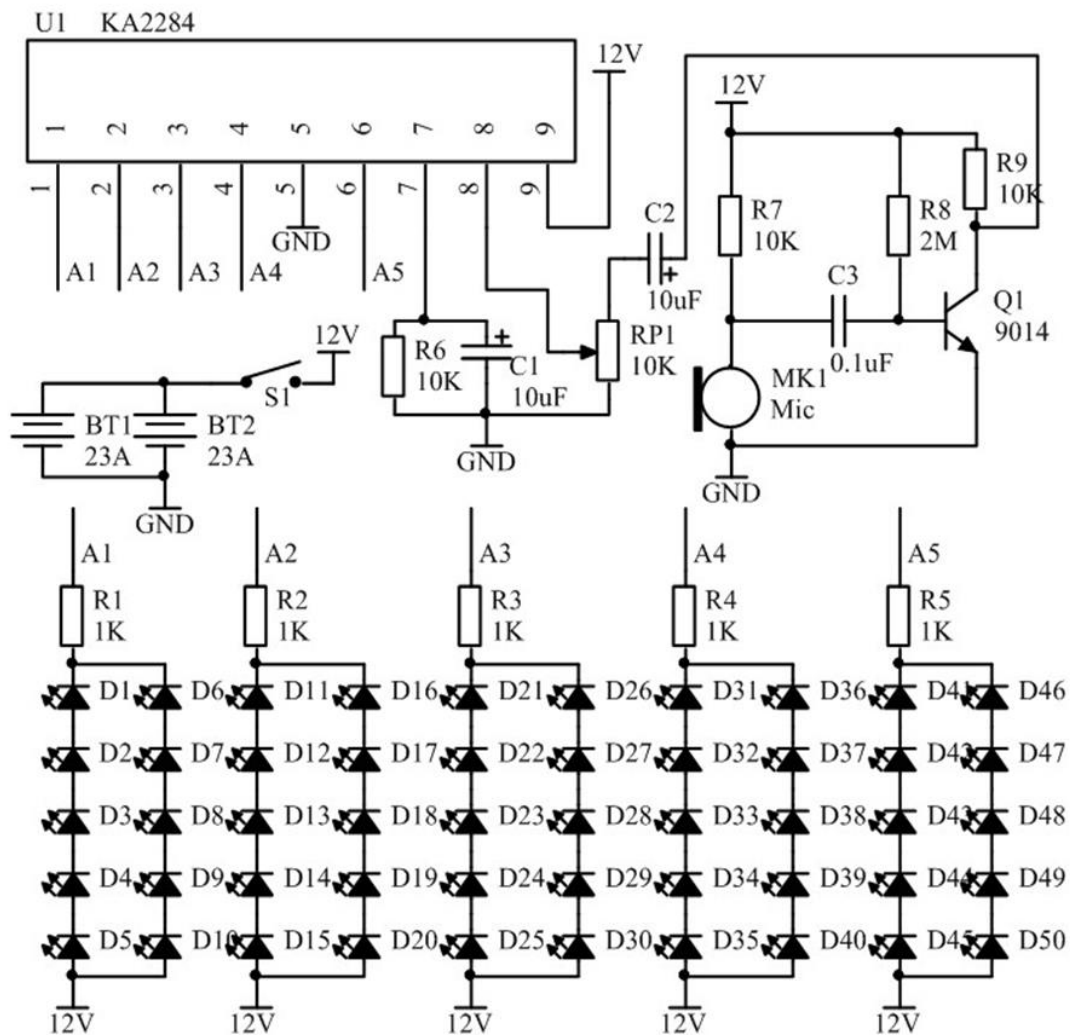 U1 KA2284
12V
1 2 3 4 5 6 7 8 9
1 2 3 4 5 6 7 8 9
GND
A1 A2 A3 A4 A5
12V
R7
10K
R8
2M
R9
10K
C2
10uF
C3
0.1uF
Q1
9014
RP1
10K
R6
10K
C1
10uF
GND
MK1
Mic
GND
12V
S1
BT1
23A
BT2
23A
GND
A1 A2 A3 A4 A5
R1 R2 R3 R4 R5
1K 1K 1K 1K 1K
D1 D6 D11 D16 D21 D26 D31 D36 D41 D46
D2 D7 D12 D17 D22 D27 D32 D37 D42 D47
D3 D8 D13 D18 D23 D28 D33 D38 D43 D48
D4 D9 D14 D19 D24 D29 D34 D39 D44 D49
D5 D10 D15 D20 D25 D30 D35 D40 D45 D50
12V 12V 12V 12V 12V